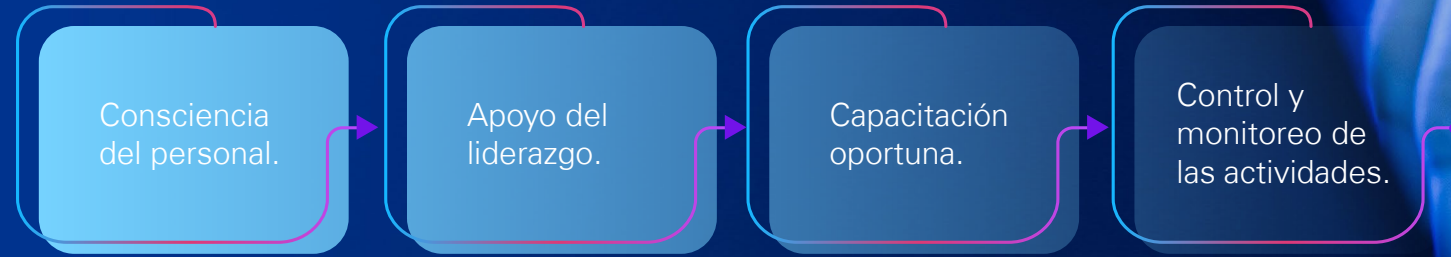 Consciencia
del personal.
Apoyo del
liderazgo.
Capacitación
oportuna.
Control y
monitoreo de
las actividades.